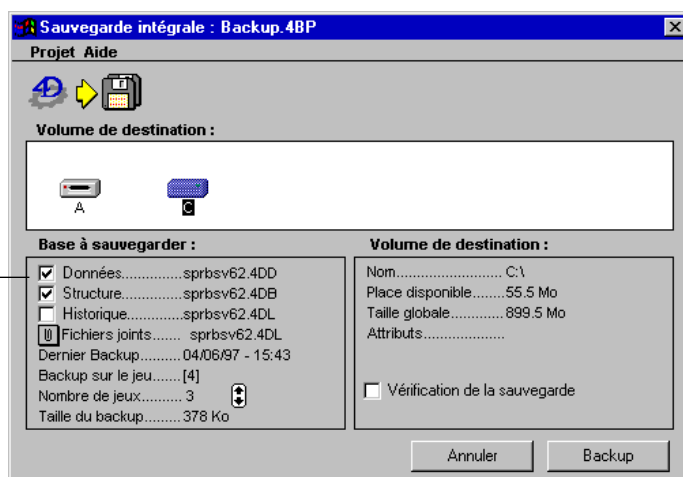 Sauvegarde intégrale : Backup.4BP
Projet Aide
4D
Volume de destination :
A
C
Base à sauvegarder :
Données..............sprbsv62.4DD
Structure..............sprbsv62.4DB
Historique............sprbsv62.4DL
Fichiers joints....... sprbsv62.4DL
Dernier Backup..........04/06/97 - 15:43
Backup sur le jeu.......[4]
Nombre de jeux......... 3
Taille du backup.........378 Ko
Volume de destination :
Nom........................ C:\
Place disponible........55.5 Mo
Taille globale.............899.5 Mo
Attributs....................
Vérification de la sauvegarde
Annuler
Backup